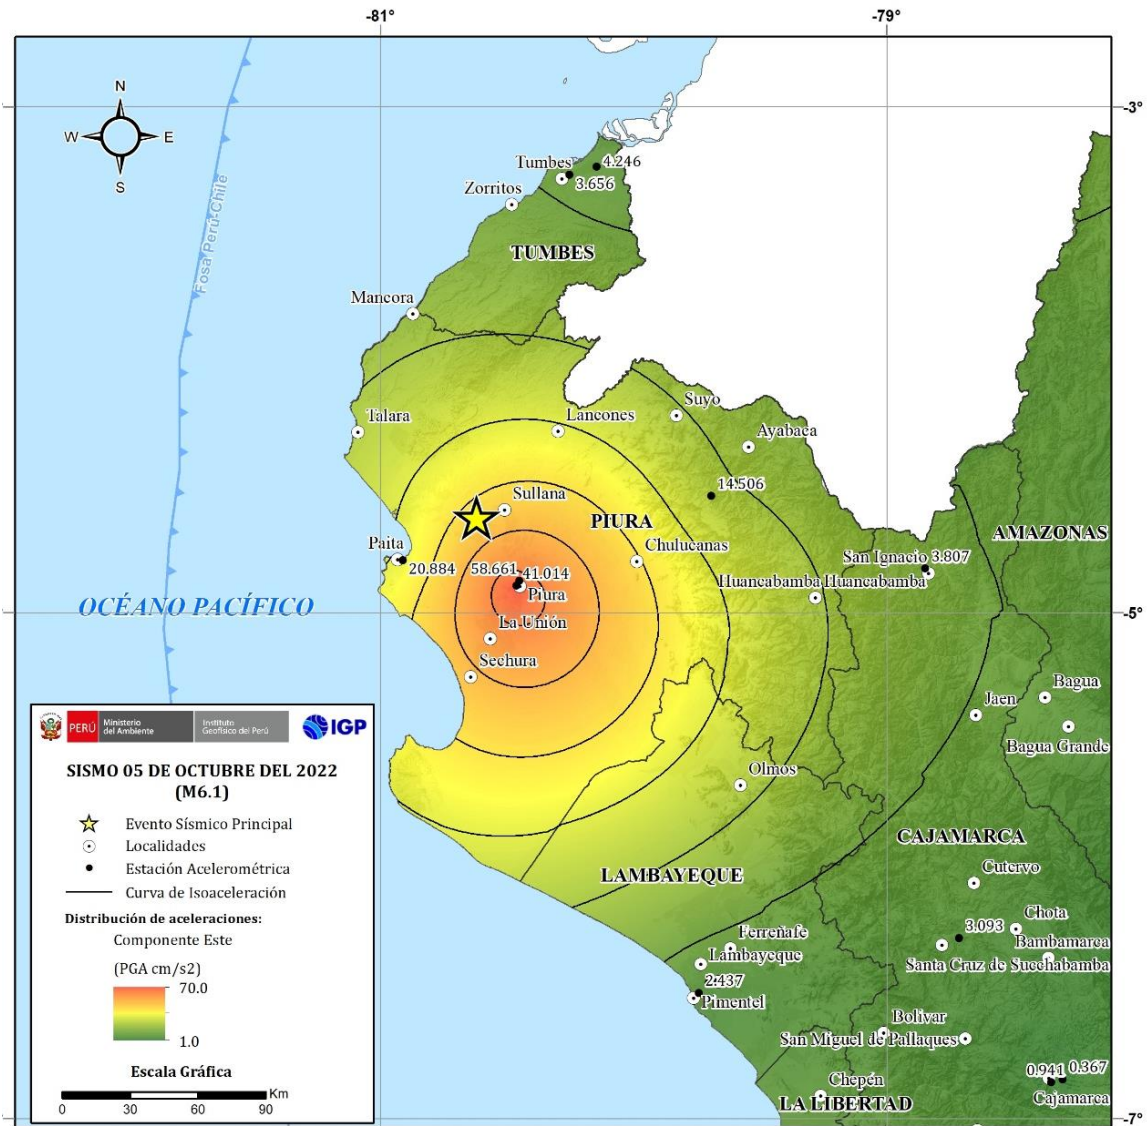 -81°
-79°
-3°
N
W
E
S
Fosa Perú-Chile
Tumbes
4.246
3.656
Zorritos
TUMBES
Mancora
Talara
Lancones
Suyo
Ayabaca
14.506
Sullana
PIURA
Chulucanas
AMAZONAS
Paita
20.884
58.661
41.014
Piura
San Ignacio
3.807
Huancabamba
Huancabamba
OCÉANO PACÍFICO
-5°
La Unión
Sechura
Bagua
Jaen
Bagua Grande
Olmos
CAJAMARCA
LAMBAYEQUE
Cutervo
Chota
3.093
Ferreñafe
Bambamarca
Lambayeque
Santa Cruz de Succhabamba
2.437
Pimentel
Bolivar
San Miguel de Pallaques
0.941
0.367
Chepén
Cajamarca
LA LIBERTAD
-7°
PERÚ
Ministerio
del Ambiente
Instituto
Geofísico del Perú
IGP
SISMO 05 DE OCTUBRE DEL 2022
(M6.1)
Evento Sísmico Principal
Localidades
Estación Acelerométrica
Curva de Isoaceleración
Distribución de aceleraciones:
Componente Este
(PGA cm/s2)
70.0
1.0
Escala Gráfica
Km
0
30
60
90